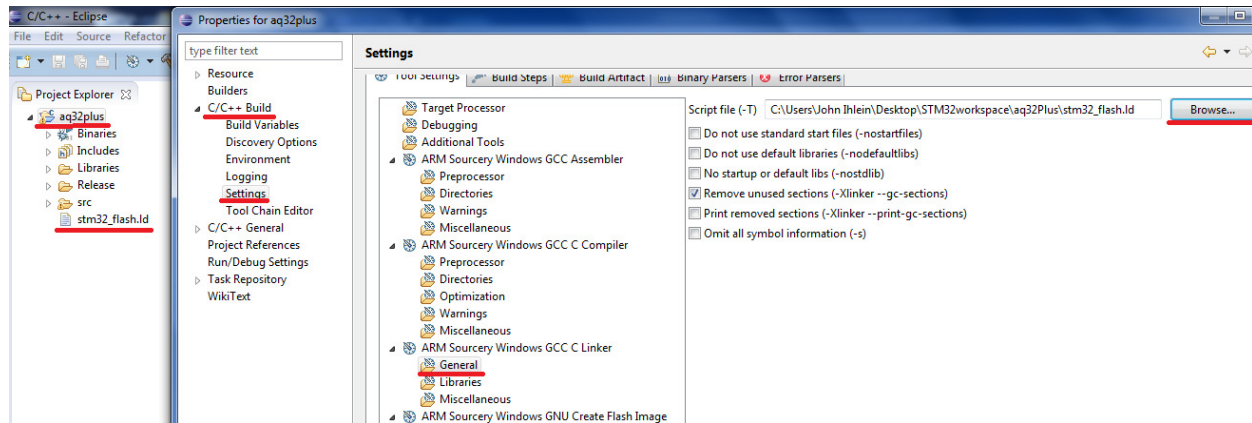 C/C++ - Eclipse
File Edit Source Refactor
Project Explorer
aq32plus
Binaries
Includes
Libraries
Release
src
stm32_flash.ld
Properties for aq32plus
type filter text
Resource
Builders
C/C++ Build
Build Variables
Discovery Options
Environment
Logging
Settings
Tool Chain Editor
C/C++ General
Project References
Run/Debug Settings
Task Repository
WikiText
Settings
Tool Settings Build Steps Build Artifact Binary Parsers Error Parsers
Target Processor
Debugging
Additional Tools
ARM Sourcery Windows GCC Assembler
Preprocessor
Directories
Warnings
Miscellaneous
ARM Sourcery Windows GCC C Compiler
Preprocessor
Directories
Optimization
Warnings
Miscellaneous
ARM Sourcery Windows GCC C Linker
General
Libraries
Miscellaneous
ARM Sourcery Windows GNU Create Flash Image
Script file (-T) C:\Users\John Ihlein\Desktop\STM32workspace\aq32Plus\stm32_flash.ld Browse...
Do not use standard start files (-nostartfiles)
Do not use default libraries (-nodefaultlibs)
No startup or default libs (-nostdlib)
Remove unused sections (-Xlinker --gc-sections)
Print removed sections (-Xlinker --print-gc-sections)
Omit all symbol information (-s)